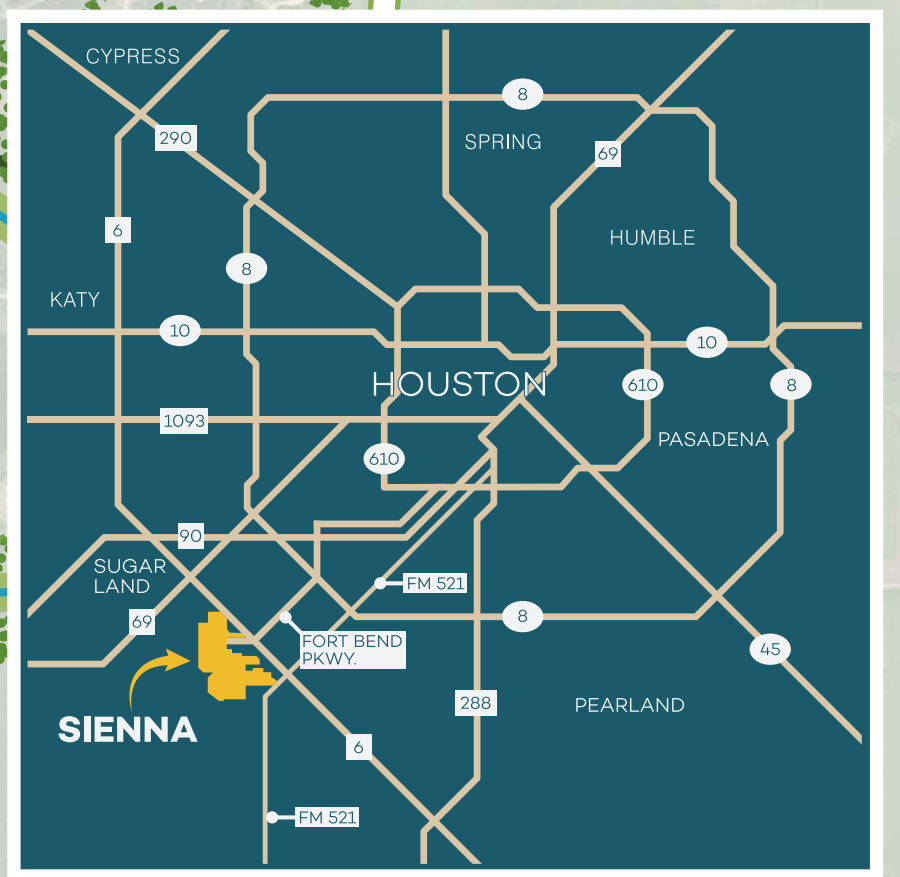 CYPRESS
8
290
SPRING
69
6
HUMBLE
8
KATY
10
10
HOUSTON
610
8
1093
PASADENA
610
90
SUGAR
LAND
FM 521
69
8
FORT BEND
PKWY.
45
288
PEARLAND
SIENNA
6
FM 521